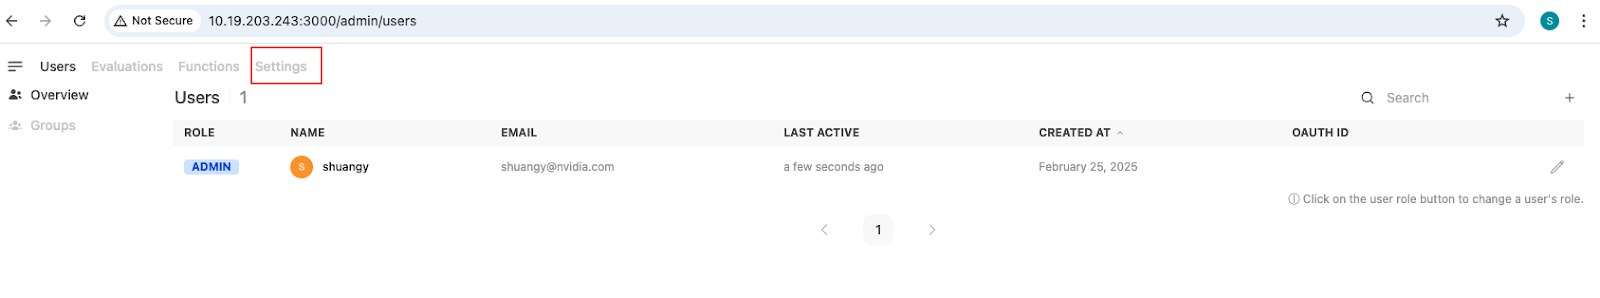 Not Secure 10.19.203.243:3000/admin/users S
Users Evaluations Functions Settings
Overview
Groups
Users 1 Search +
ROLE NAME EMAIL LAST ACTIVE CREATED AT OAUTH ID
ADMIN S shuangy shuangy@nvidia.com a few seconds ago February 25, 2025
ⓘ Click on the user role button to change a user's role.
1